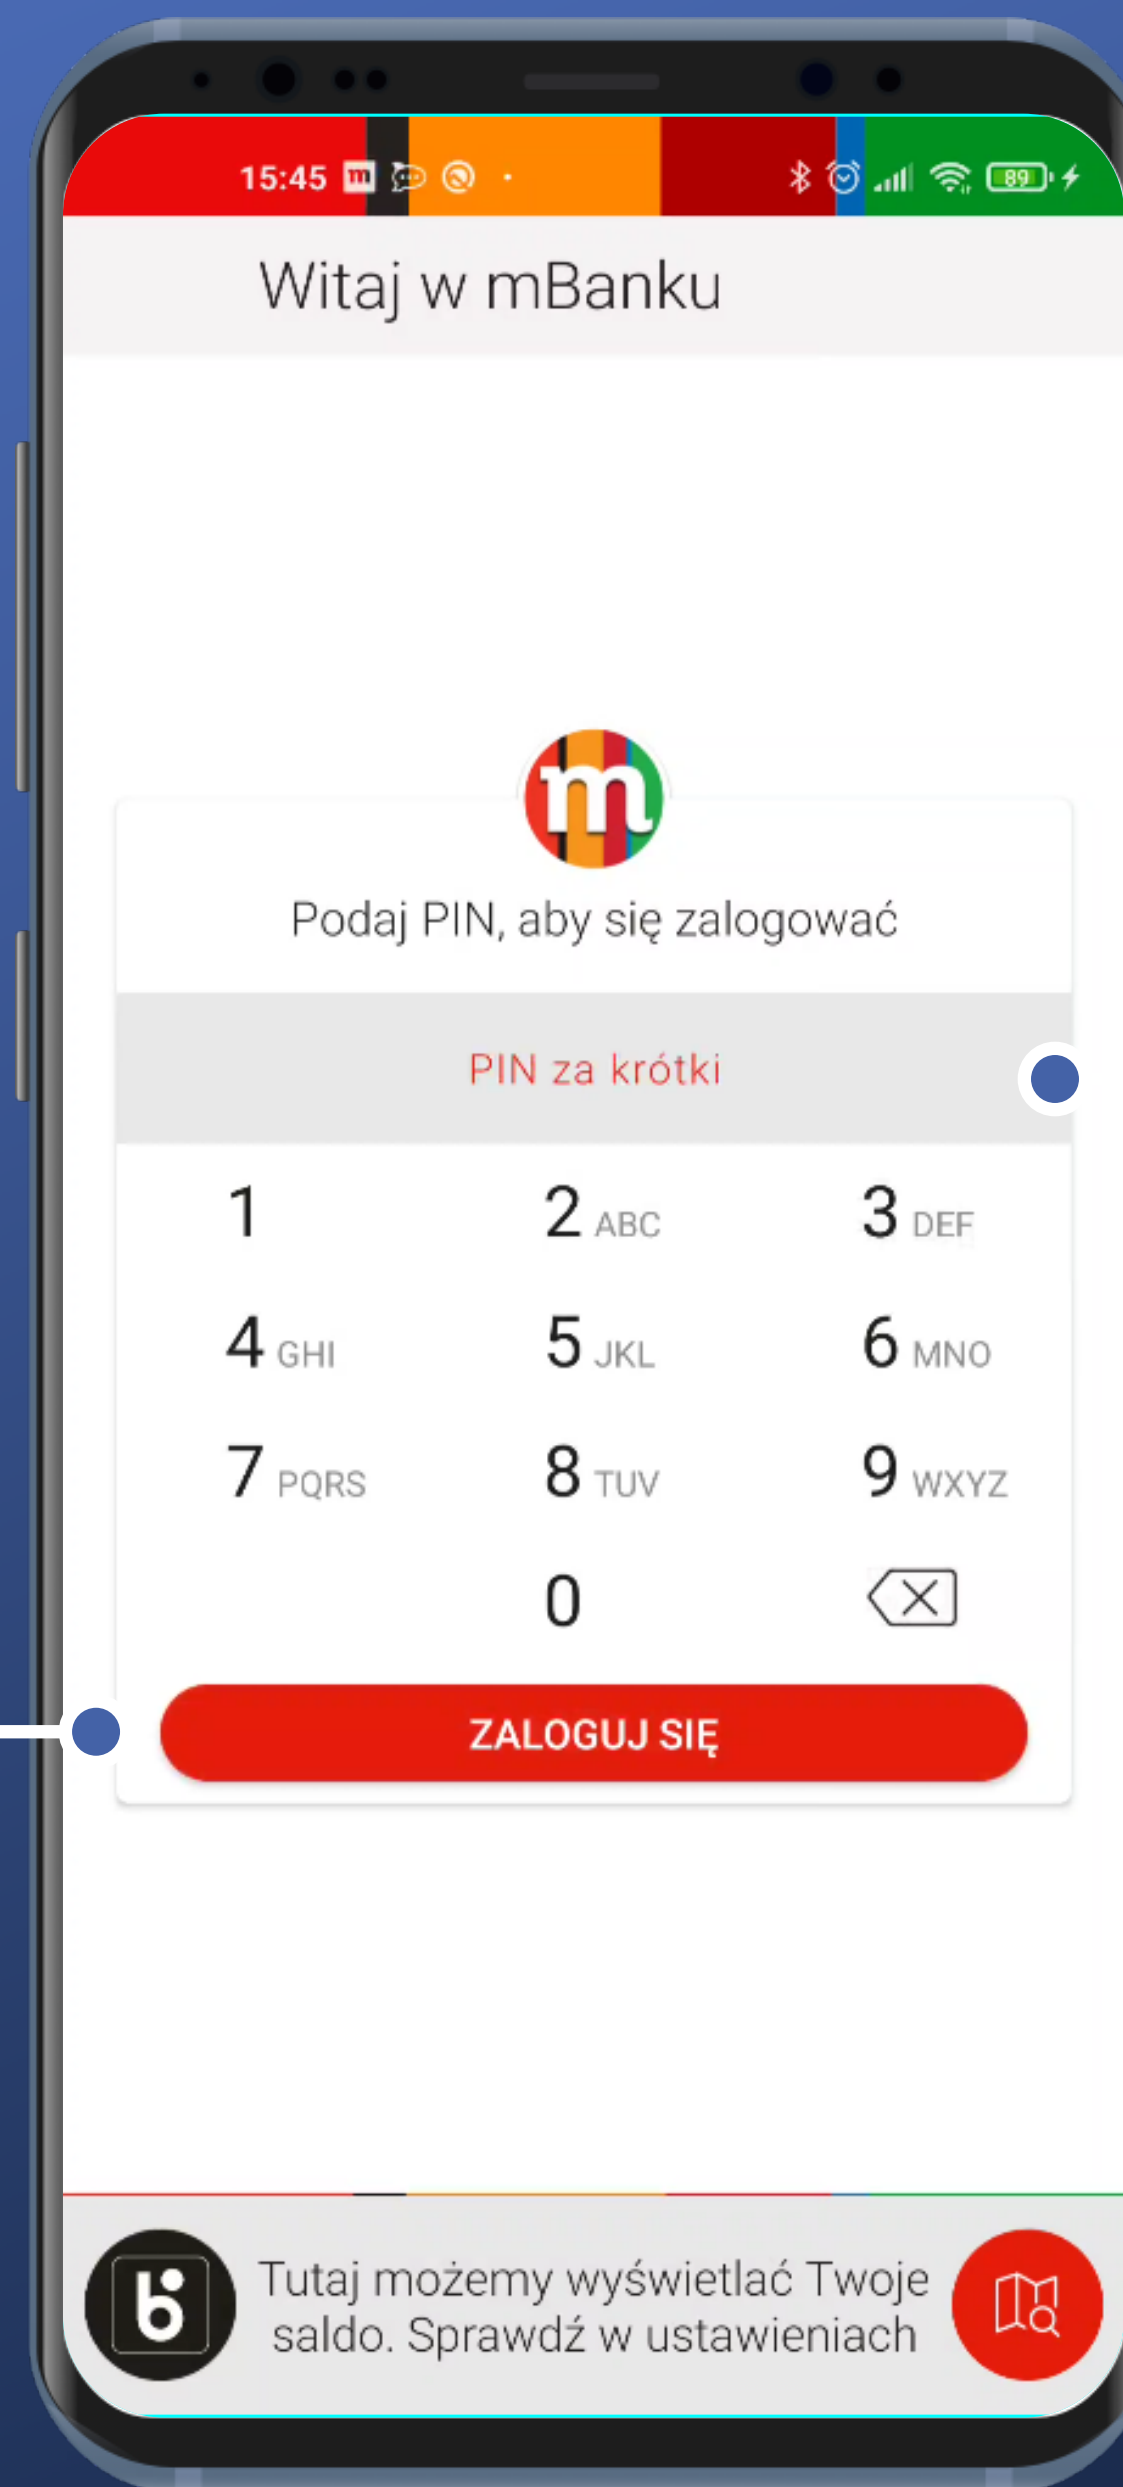 15:45 m 89
Witaj w mBanku
m
Podaj PIN, aby się zalogować
PIN za krótki
1 2 ABC 3 DEF
4 GHI 5 JKL 6 MNO
7 PQRS 8 TUV 9 WXYZ
0
ZALOGUJ SIĘ
Tutaj możemy wyświetlać Twoje
saldo. Sprawdź w ustawieniach